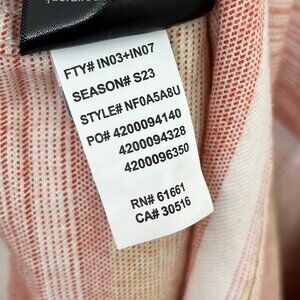 FTY# IN03+IN07
SEASON# S23
STYLE# NF0A5A8U
PO# 4200094140
4200094328
4200096350
RN# 61661
CA# 30516